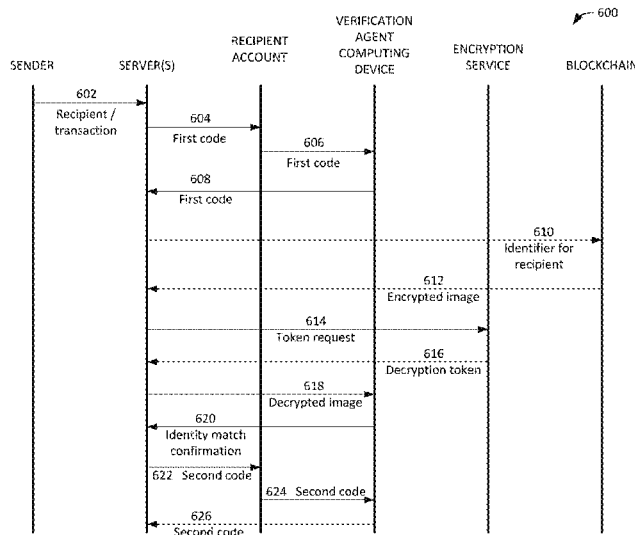 600
SENDER
SERVER(S)
RECIPIENT
ACCOUNT
VERIFICATION
AGENT
COMPUTING
DEVICE
ENCRYPTION
SERVICE
BLOCKCHAIN
602
Recipient /
transaction
604
First code
606
First code
608
First code
610
Identifier for
recipient
612
Encrypted image
614
Token request
616
Decryption token
618
Decrypted image
620
Identity match
confirmation
622 Second code
624 Second code
626
Second code